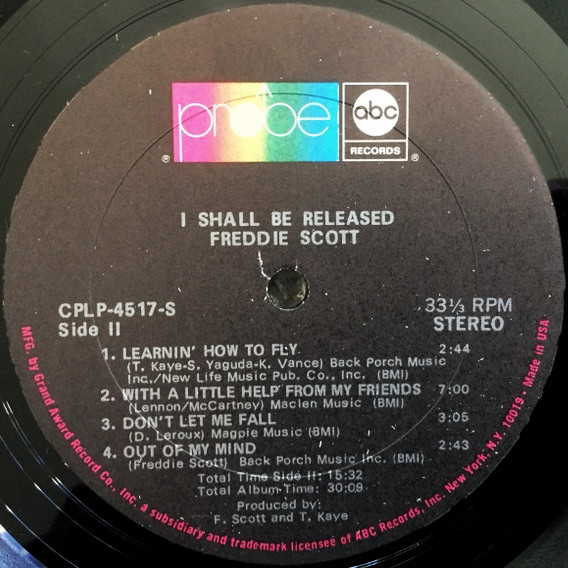 probe
abc
RECORDS
®
®
I SHALL BE RELEASED
FREDDIE SCOTT
CPLP-4517-S
Side II
33⅓ RPM
STEREO
1. LEARNIN' HOW TO FLY 2:44
(T. Kaye-S. Yaguda-K. Vance) Back Porch Music
Inc./New Life Music Pub. Co., Inc. (BMI)
2. WITH A LITTLE HELP FROM MY FRIENDS 7:00
(Lennon/McCartney) Maclen Music (BMI)
3. DON'T LET ME FALL 3:05
(D. Leroux) Magpie Music (BMI)
4. OUT OF MY MIND 2:43
(Freddie Scott) Back Porch Music Inc. (BMI)
Total Time Side II: 15:32
Total Album Time: 30:09
Produced by:
F. Scott and T. Kaye
MFG. by Grand Award Record Co., Inc. a subsidiary and trademark licensee of ABC Records, Inc. New York, N.Y. 10019 • Made in USA